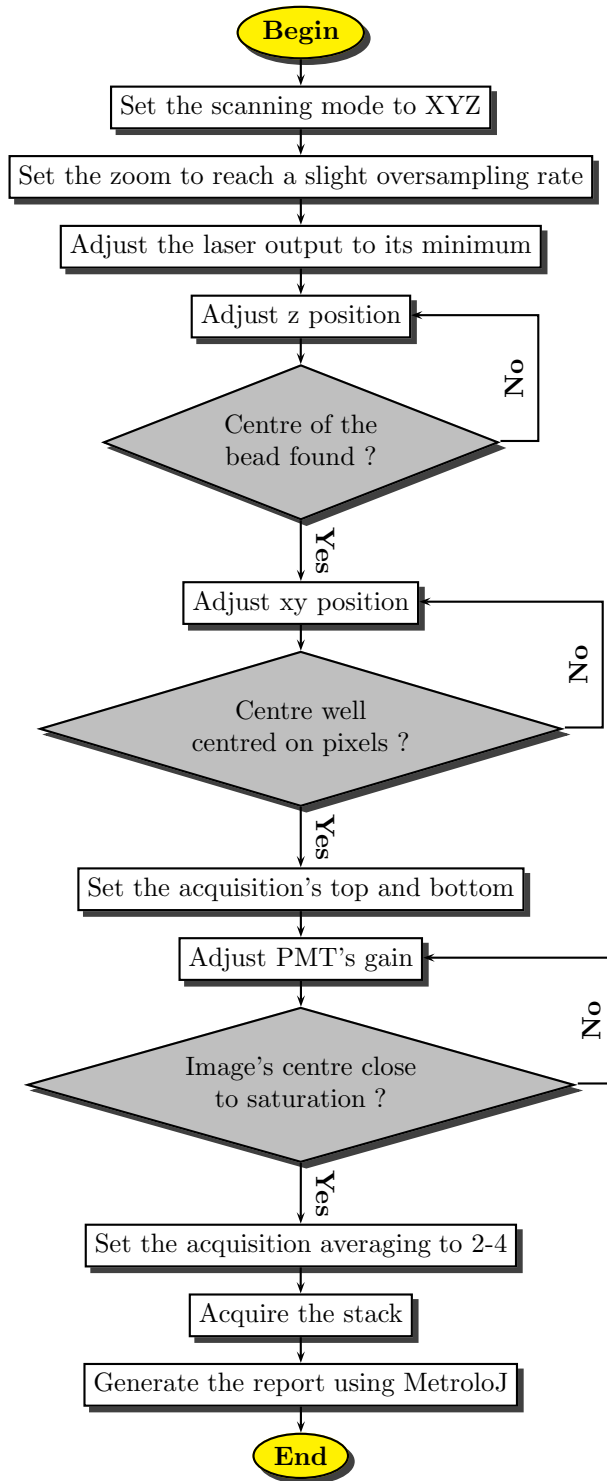 Begin
Set the scanning mode to XYZ
Set the zoom to reach a slight oversampling rate
Adjust the laser output to its minimum
Adjust z position
No
Centre of the
bead found ?
Yes
Adjust xy position
No
Centre well
centred on pixels ?
Yes
Set the acquisition's top and bottom
Adjust PMT's gain
No
Image's centre close
to saturation ?
Yes
Set the acquisition averaging to 2-4
Acquire the stack
Generate the report using MetroloJ
End